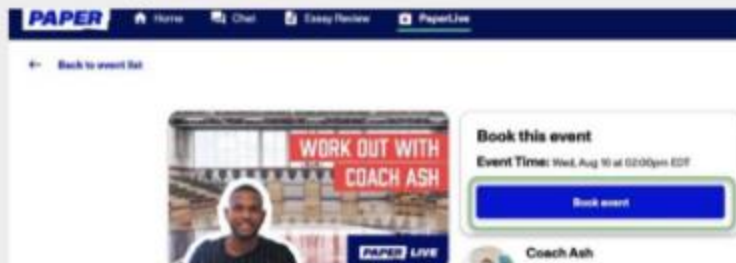 PAPER Home Chat Essay Review PaperLive
← Back to event list
WORK OUT WITH
COACH ASH
PAPER LIVE
Book this event
Event Time: Wed, Aug 10 at 02:00pm EDT
Book event
Coach Ash